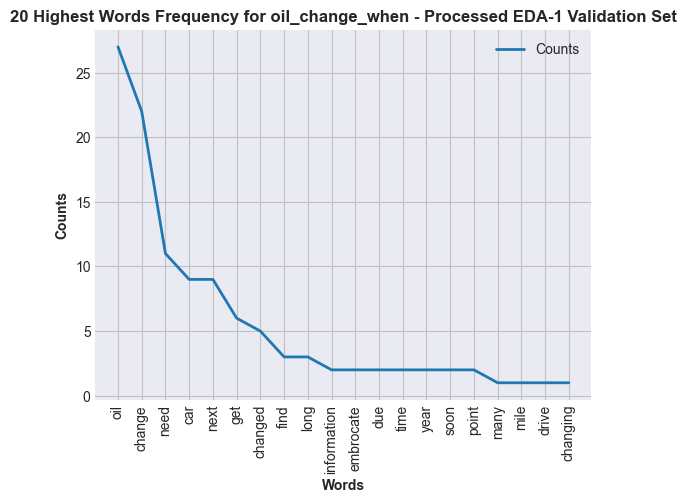 20 Highest Words Frequency for oil_change_when - Processed EDA-1 Validation Set
Counts
Counts
25
20
15
10
5
0
oil
change
need
car
next
get
changed
find
long
information
embrocate
due
time
year
soon
point
many
mile
drive
changing
Words